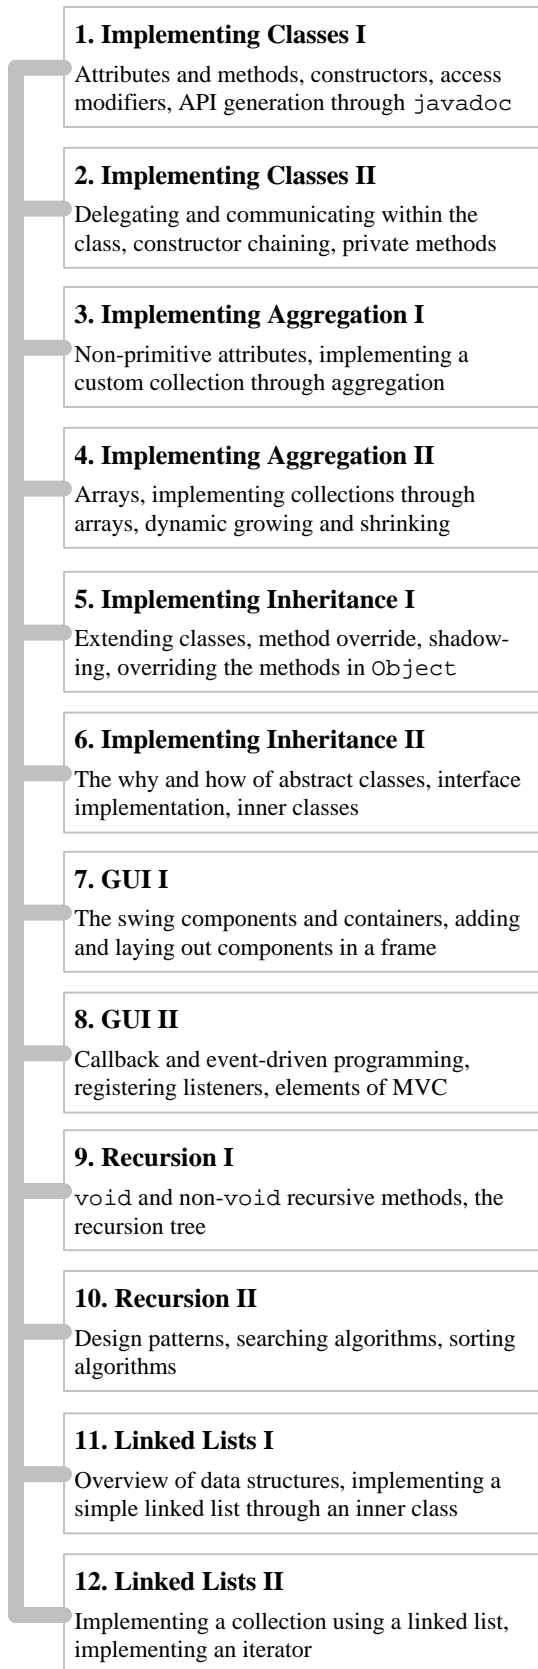 1. Implementing Classes I
Attributes and methods, constructors, access
modifiers, API generation through javadoc
2. Implementing Classes II
Delegating and communicating within the
class, constructor chaining, private methods
3. Implementing Aggregation I
Non-primitive attributes, implementing a
custom collection through aggregation
4. Implementing Aggregation II
Arrays, implementing collections through
arrays, dynamic growing and shrinking
5. Implementing Inheritance I
Extending classes, method override, shadow-
ing, overriding the methods in Object
6. Implementing Inheritance II
The why and how of abstract classes, interface
implementation, inner classes
7. GUI I
The swing components and containers, adding
and laying out components in a frame
8. GUI II
Callback and event-driven programming,
registering listeners, elements of MVC
9. Recursion I
void and non-void recursive methods, the
recursion tree
10. Recursion II
Design patterns, searching algorithms, sorting
algorithms
11. Linked Lists I
Overview of data structures, implementing a
simple linked list through an inner class
12. Linked Lists II
Implementing a collection using a linked list,
implementing an iterator